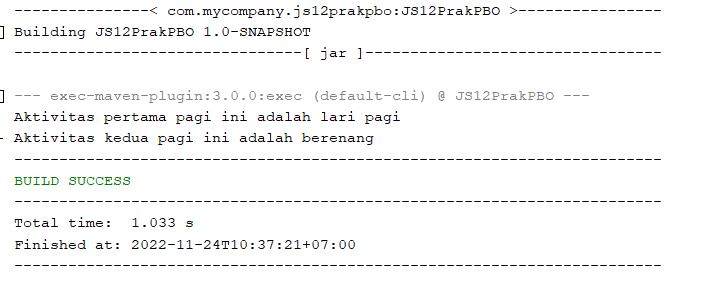 ---------------< com.mycompany.js12prakpbo:JS12PrakPBO >----------------
Building JS12PrakPBO 1.0-SNAPSHOT
--------------------------------[ jar ]---------------------------------
--- exec-maven-plugin:3.0.0:exec (default-cli) @ JS12PrakPBO ---
Aktivitas pertama pagi ini adalah lari pagi
Aktivitas kedua pagi ini adalah berenang
------------------------------------------------------------------------
BUILD SUCCESS
------------------------------------------------------------------------
Total time:  1.033 s
Finished at: 2022-11-24T10:37:21+07:00
------------------------------------------------------------------------